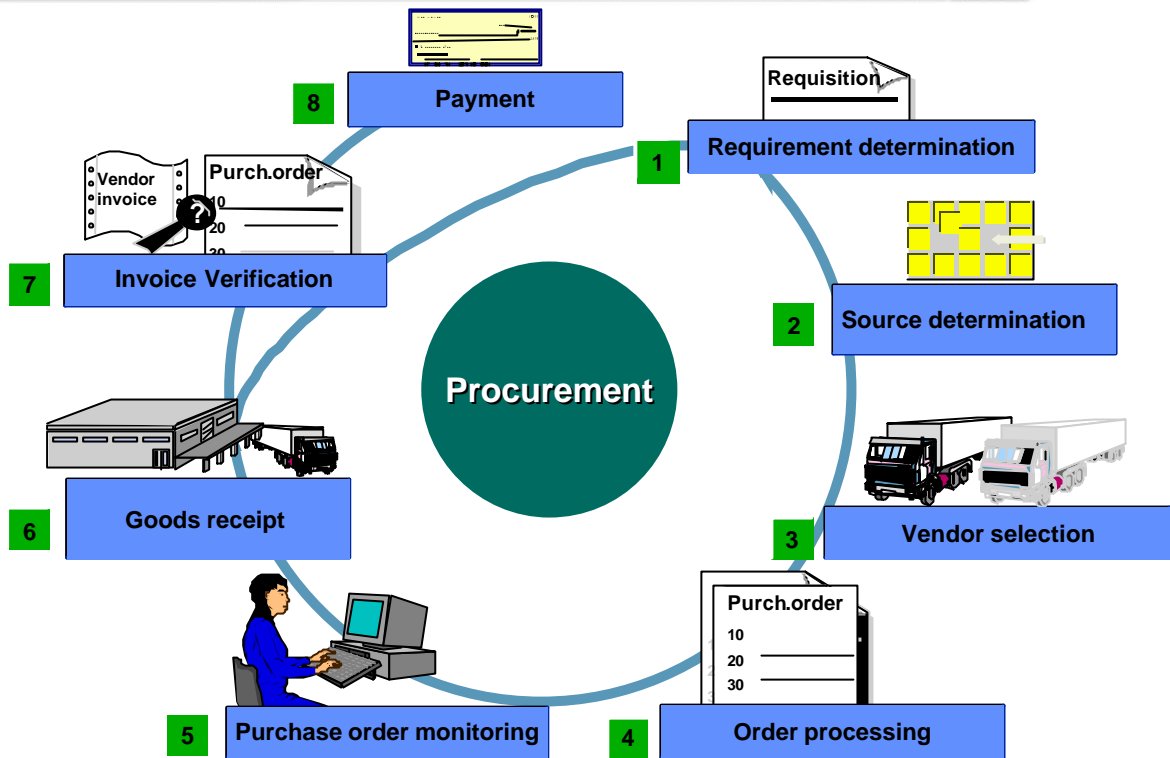 8
Payment
Requisition
1
Requirement determination
Vendor
invoice
?
Purch.order
10
20
30
7
Invoice Verification
2
Source determination
Procurement
6
Goods receipt
3
Vendor selection
Purch.order
10
20
30
5
Purchase order monitoring
4
Order processing